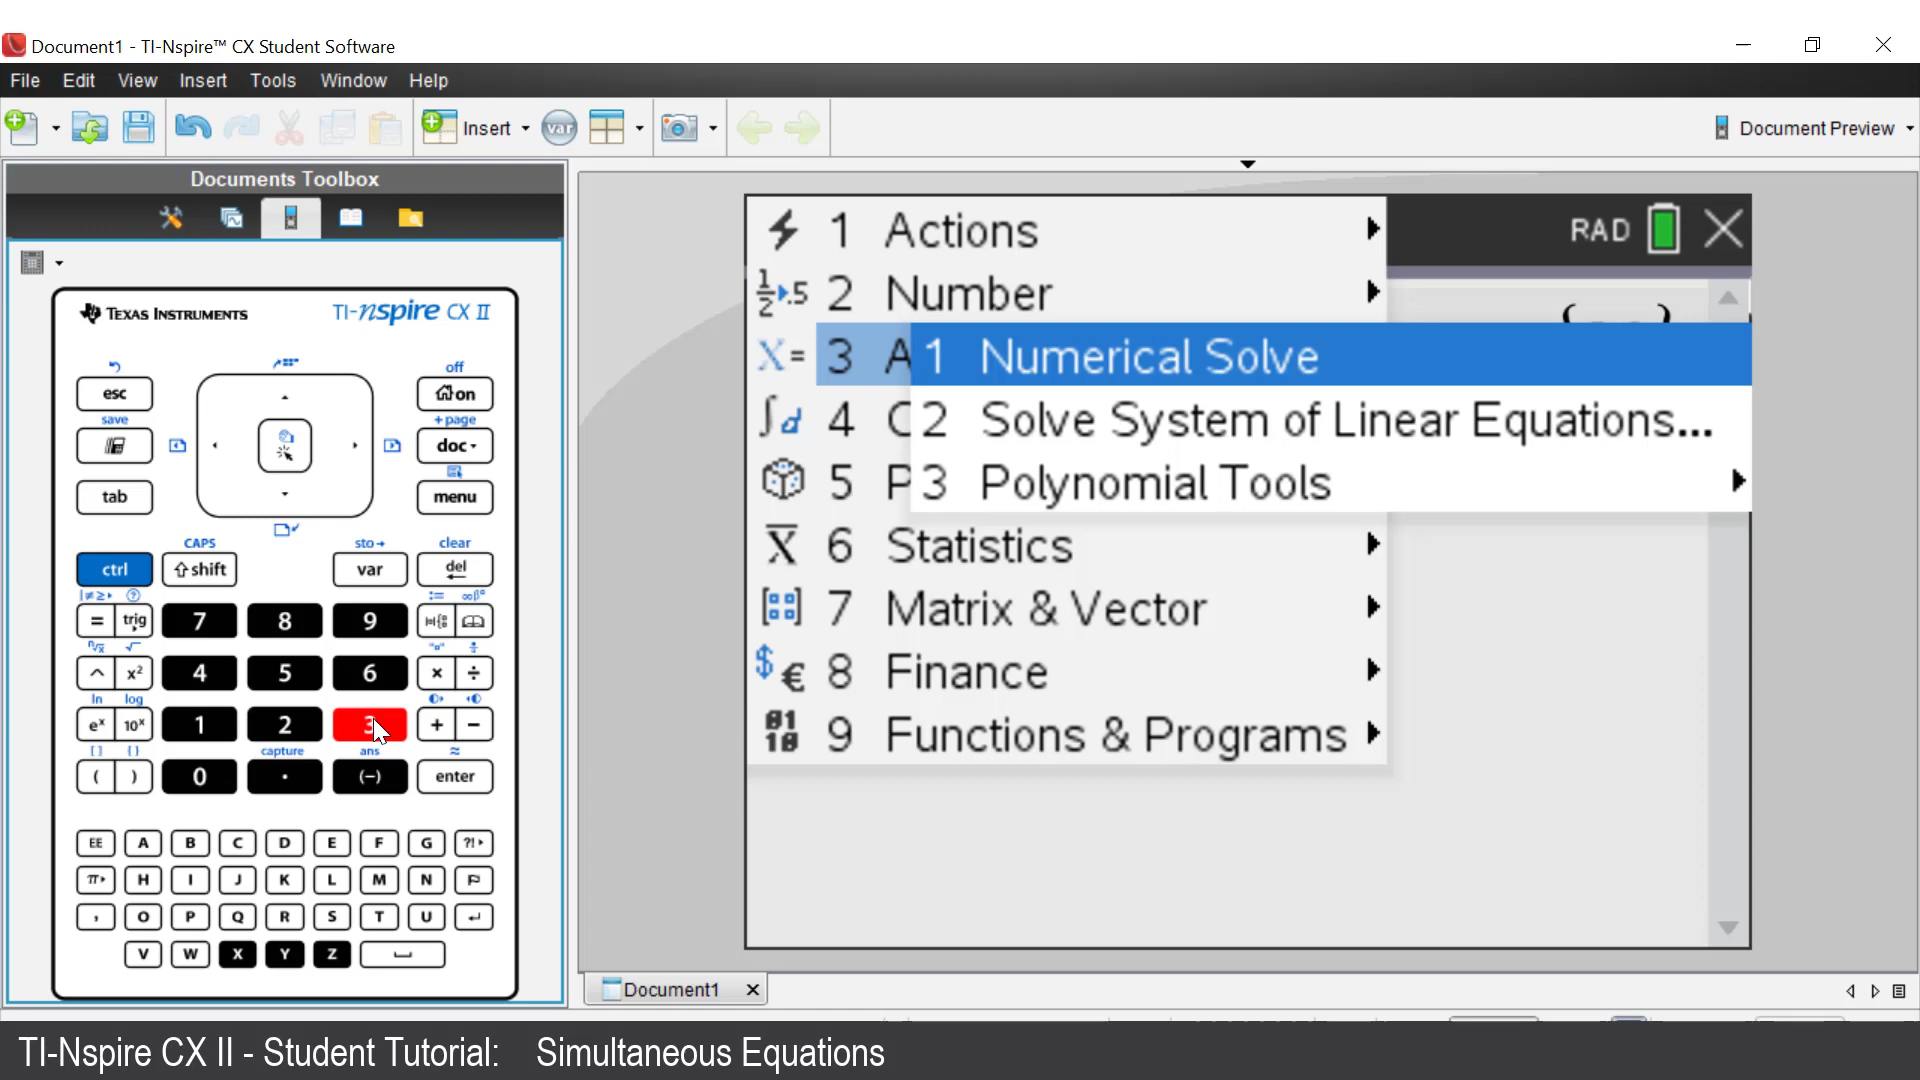 Document1 - TI-Nspire™ CX Student Software
File Edit View Insert Tools Window Help
Insert var
Document Preview
Documents Toolbox
TEXAS INSTRUMENTS TI-nspire CX II
off
esc on
save + page
doc
tab menu
CAPS sto→ clear
ctrl shift var del
= trig 7 8 9
^ x² 4 5 6 × ÷
ln log
eˣ 10ˣ 1 2 3 + −
[] {} capture ans ≈
( ) 0 . (−) enter
EE A B C D E F G ?!
π H I J K L M N
, O P Q R S T U
V W X Y Z
1 Actions
RAD
2 Number
3 A 1 Numerical Solve
4 C 2 Solve System of Linear Equations...
5 P 3 Polynomial Tools
6 Statistics
7 Matrix & Vector
8 Finance
9 Functions & Programs
Document1
TI-Nspire CX II - Student Tutorial: Simultaneous Equations